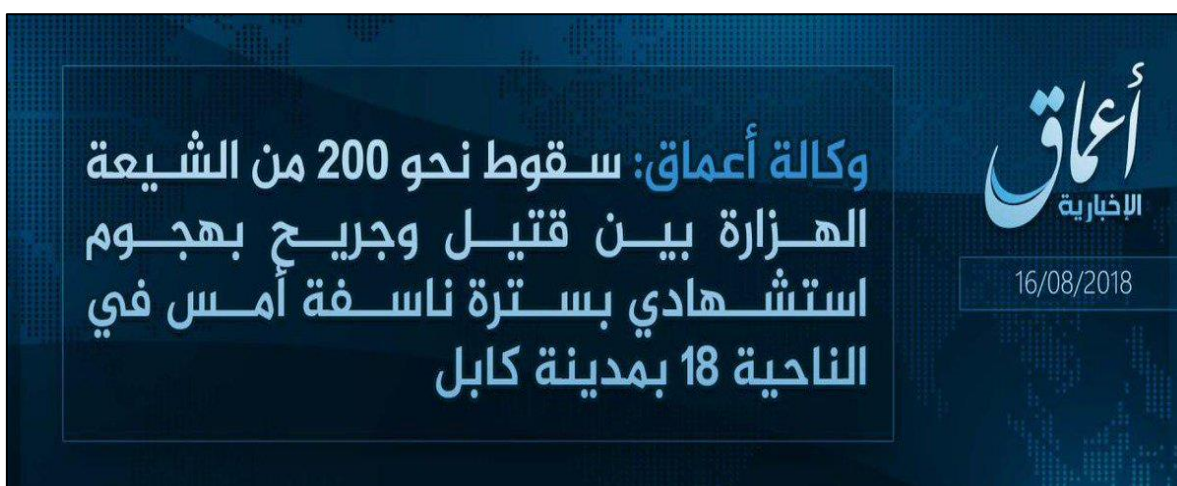 وكالة أعماق: سقوط نحو 200 من الشيعة
الهزارة بين قتيل وجريح بهجوم
استشهادي بسترة ناسفة أمس في
الناحية 18 بمدينة كابل
أعماق
الإخبارية
16/08/2018